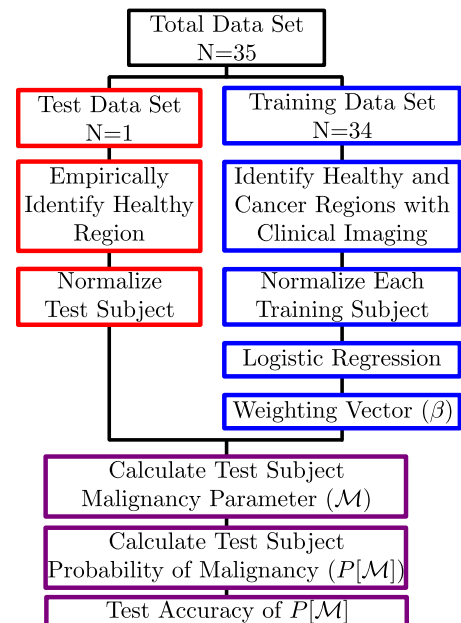 Total Data Set
N=35
Test Data Set
N=1
Empirically
Identify Healthy
Region
Normalize
Test Subject
Training Data Set
N=34
Identify Healthy and
Cancer Regions with
Clinical Imaging
Normalize Each
Training Subject
Logistic Regression
Weighting Vector (β)
Calculate Test Subject
Malignancy Parameter (ℳ)
Calculate Test Subject
Probability of Malignancy (P[ℳ])
Test Accuracy of P[ℳ]